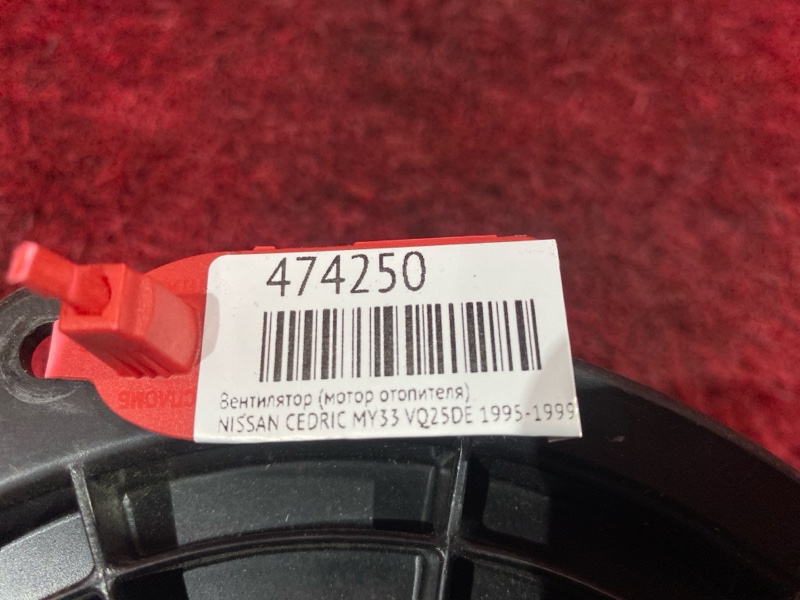 474250
Вентилятор (мотор отопителя)
NISSAN CEDRIC MY33 VQ25DE 1995-1999